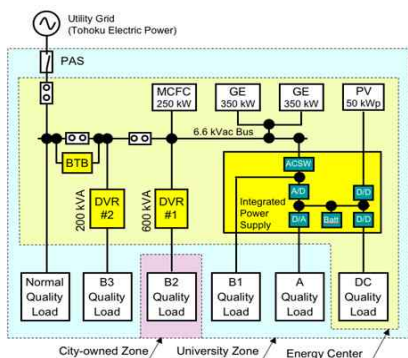 Utility Grid
(Tohoku Electric Power)
PAS
MCFC
250 kW
GE
350 kW
GE
350 kW
PV
50 kWp
6.6 kVac Bus
BTB
ACSW
A/D
D/D
Integrated
Power
Supply
D/A
Batt
D/D
200 kVA
DVR
#2
600 kVA
DVR
#1
Normal
Quality
Load
B3
Quality
Load
B2
Quality
Load
B1
Quality
Load
A
Quality
Load
DC
Quality
Load
City-owned Zone
University Zone
Energy Center